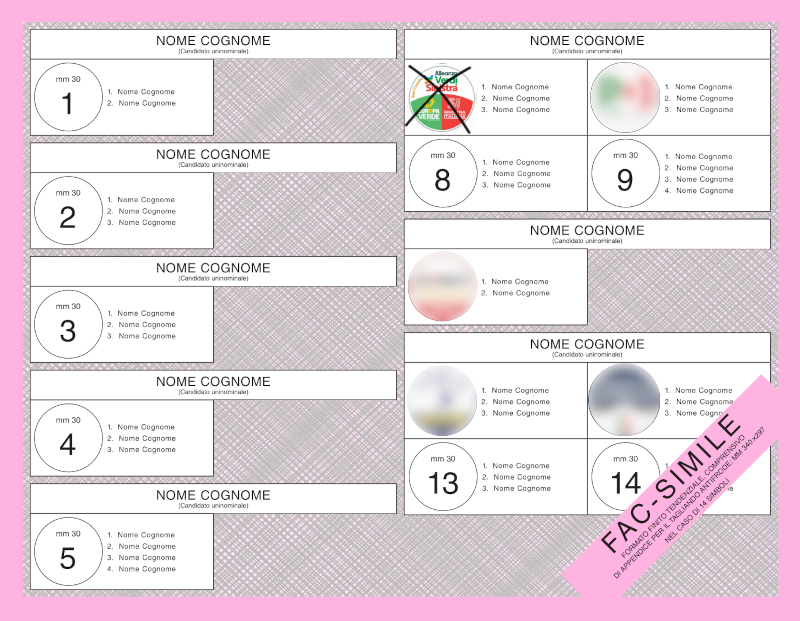 NOME COGNOME
(Candidato uninominale)
mm 30
1
1. Nome Cognome
2. Nome Cognome
NOME COGNOME
(Candidato uninominale)
mm 30
2
1. Nome Cognome
2. Nome Cognome
3. Nome Cognome
NOME COGNOME
(Candidato uninominale)
mm 30
3
1. Nome Cognome
2. Nome Cognome
3. Nome Cognome
NOME COGNOME
(Candidato uninominale)
mm 30
4
1. Nome Cognome
2. Nome Cognome
3. Nome Cognome
NOME COGNOME
(Candidato uninominale)
mm 30
5
1. Nome Cognome
2. Nome Cognome
3. Nome Cognome
4. Nome Cognome
NOME COGNOME
(Candidato uninominale)
Alleanza
Verdi
Sinistra
VERDE
1. Nome Cognome
2. Nome Cognome
3. Nome Cognome
1. Nome Cognome
2. Nome Cognome
3. Nome Cognome
mm 30
8
1. Nome Cognome
2. Nome Cognome
3. Nome Cognome
mm 30
9
1. Nome Cognome
2. Nome Cognome
3. Nome Cognome
4. Nome Cognome
NOME COGNOME
(Candidato uninominale)
1. Nome Cognome
2. Nome Cognome
NOME COGNOME
(Candidato uninominale)
1. Nome Cognome
2. Nome Cognome
3. Nome Cognome
1. Nome Cognome
2. Nome Cognome
3. Nome Cogno
mm 30
13
1. Nome Cognome
2. Nome Cognome
3. Nome Cognome
mm 30
14
FAC-SIMILE
FORMATO FINITO TENDENZIALE, COMPRENSIVO
DI APPENDICE PER IL TAGLIANDO ANTIFRODE, MM 340 x297
NEL CASO DI 14 SIMBOLI